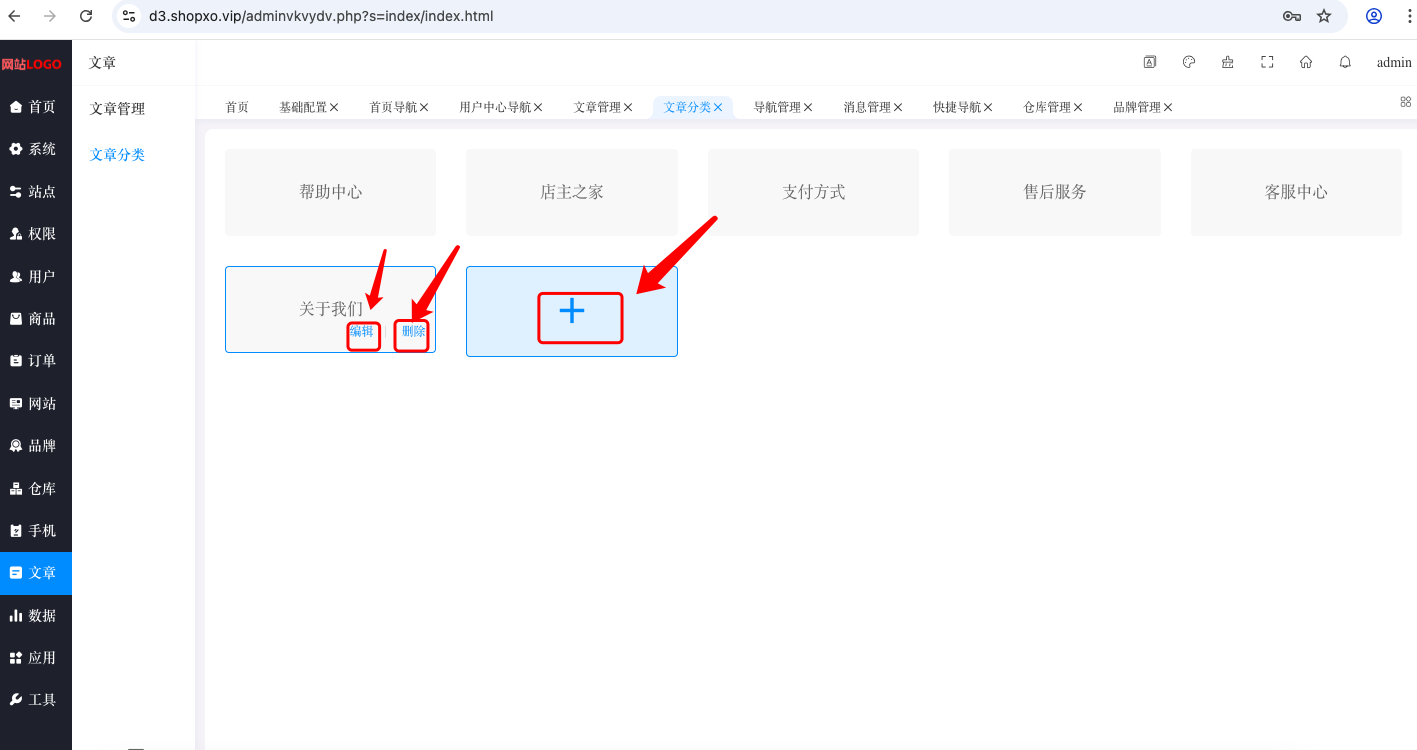 d3.shopxo.vip/adminvkvydv.php?s=index/index.html
网站LOGO
文章
admin
首页
系统
站点
权限
用户
商品
订单
网站
品牌
仓库
手机
文章
数据
应用
工具
文章管理
文章分类
首页 基础配置 首页导航 用户中心导航 文章管理 文章分类 导航管理 消息管理 快捷导航 仓库管理 品牌管理
帮助中心 店主之家 支付方式 售后服务 客服中心
关于我们
编辑 删除